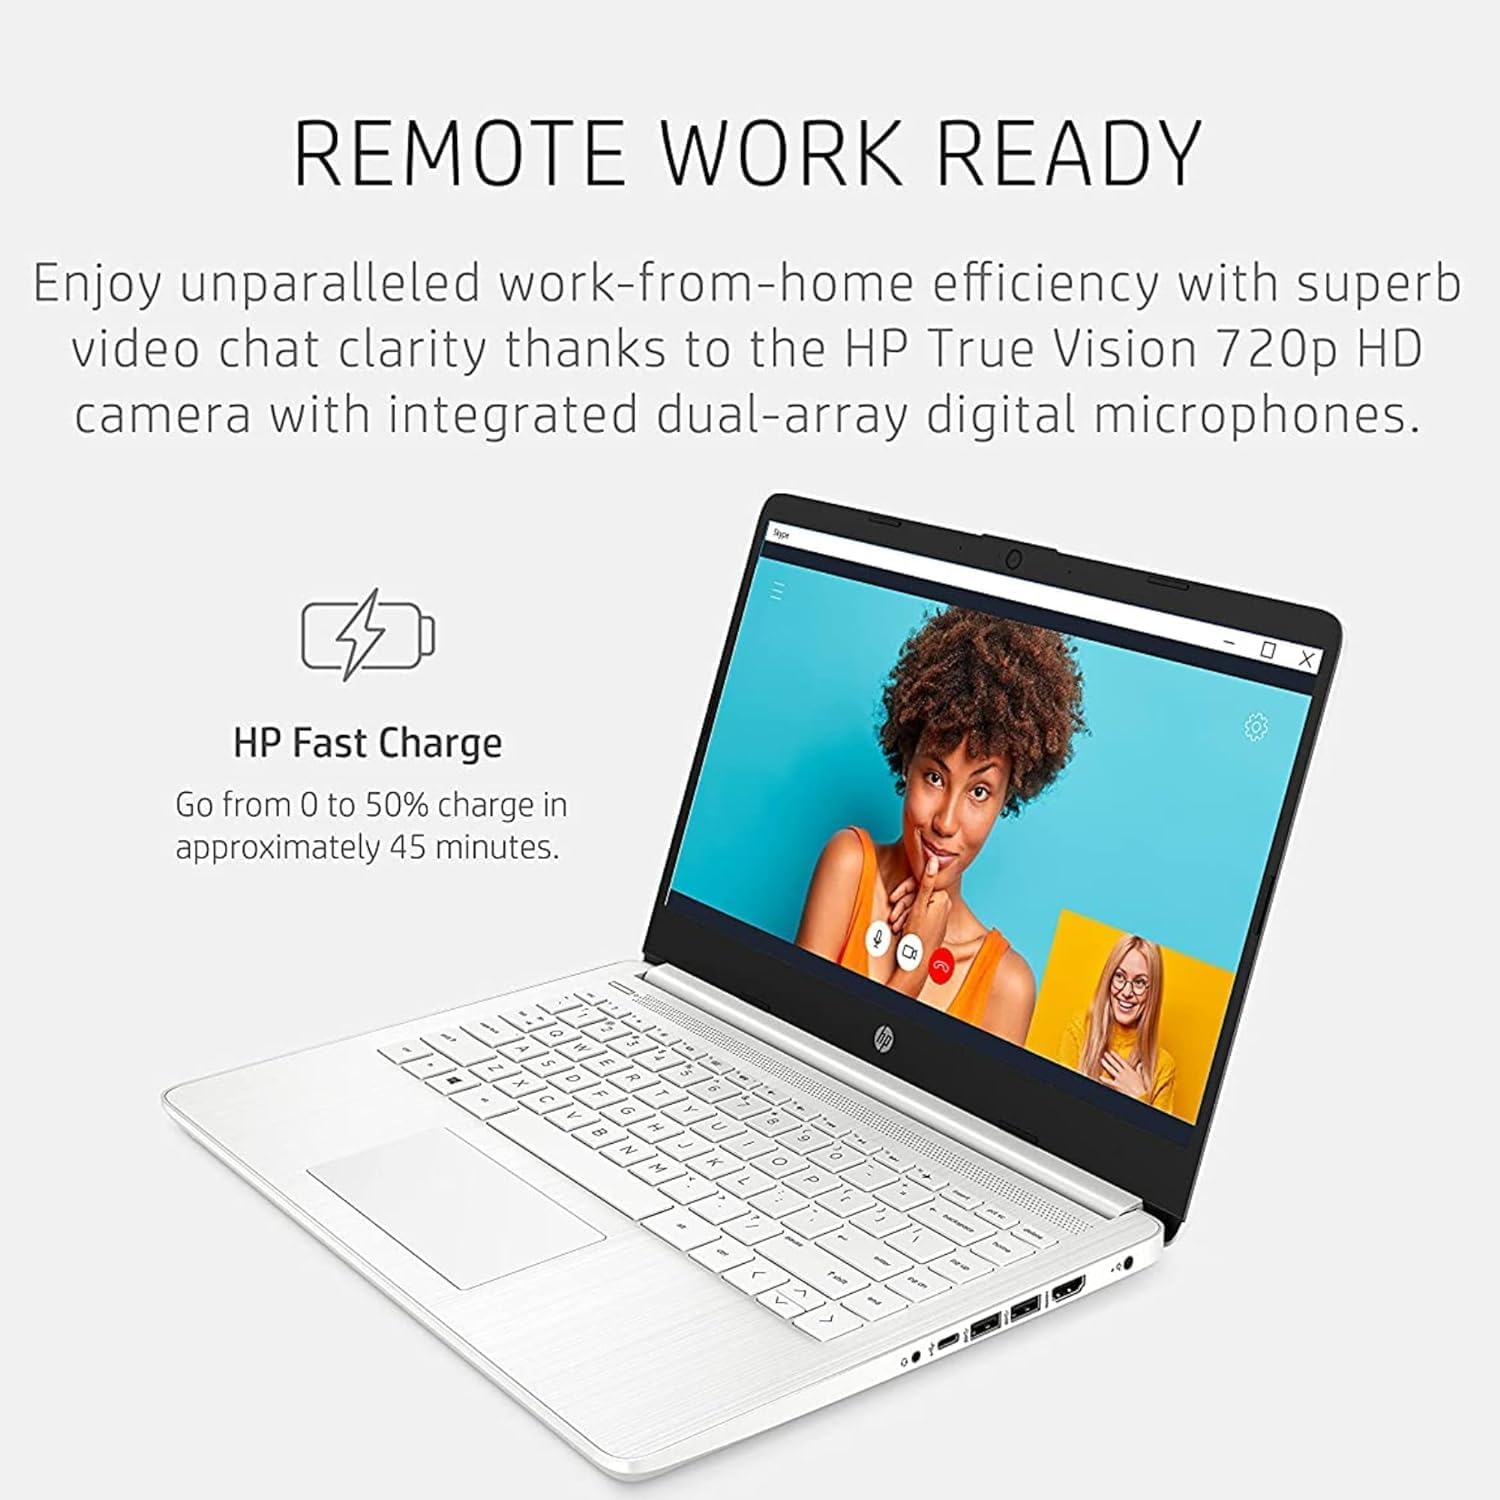 REMOTE WORK READY
Enjoy unparalleled work-from-home efficiency with superb
video chat clarity thanks to the HP True Vision 720p HD
camera with integrated dual-array digital microphones.
HP Fast Charge
Go from 0 to 50% charge in
approximately 45 minutes.
Skype
hp
Q W E R T Y U I O P
A S D F G H J K L
Z X C V B N M